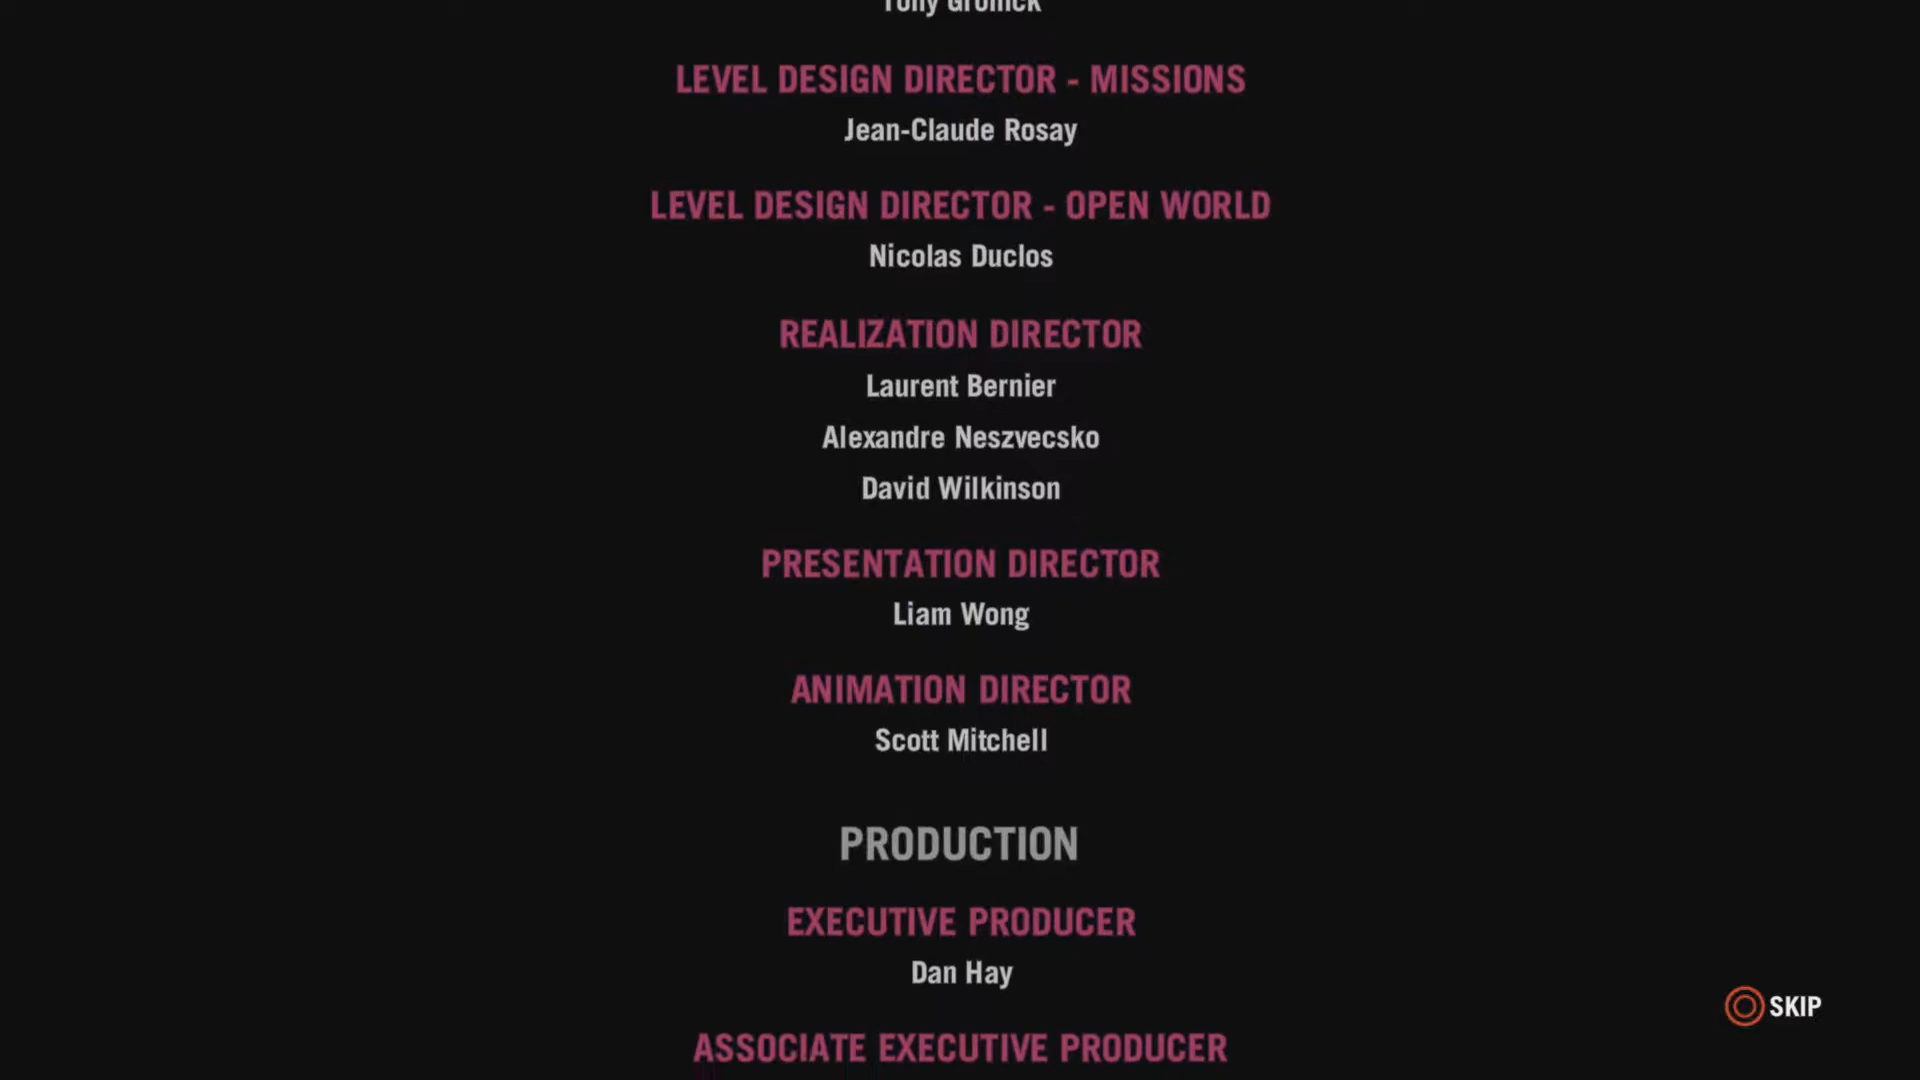 Tony Gronick
LEVEL DESIGN DIRECTOR - MISSIONS
Jean-Claude Rosay
LEVEL DESIGN DIRECTOR - OPEN WORLD
Nicolas Duclos
REALIZATION DIRECTOR
Laurent Bernier
Alexandre Neszvecsko
David Wilkinson
PRESENTATION DIRECTOR
Liam Wong
ANIMATION DIRECTOR
Scott Mitchell
PRODUCTION
EXECUTIVE PRODUCER
Dan Hay
SKIP
ASSOCIATE EXECUTIVE PRODUCER